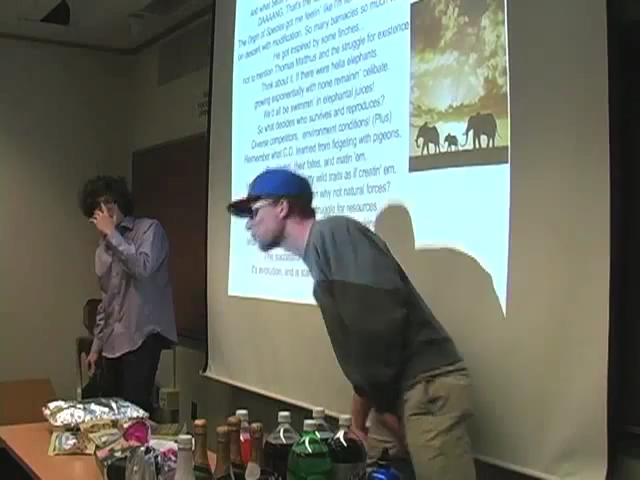 And what
DAAAANG. That's the
The Origin of Species got me feelin' like I'm
on descent with modification. So many barnacles so much
He got inspired by some finches...
not to mention Thomas Malthus and the struggle for existence
Think about it. If there were hella elephants
growing exponentially with none remainin' celibate.
We'd all be swimmin' in elephantal juices!
So what decides who survives and reproduces?
Diverse competitors, environment conditions! (Plus)
Remember what C.D. learned from fidgeting with pigeons.
their fates, and matin' em.
wild traits as if creatin' em.
why not natural forces?
struggle for resources
It's evolution, and is